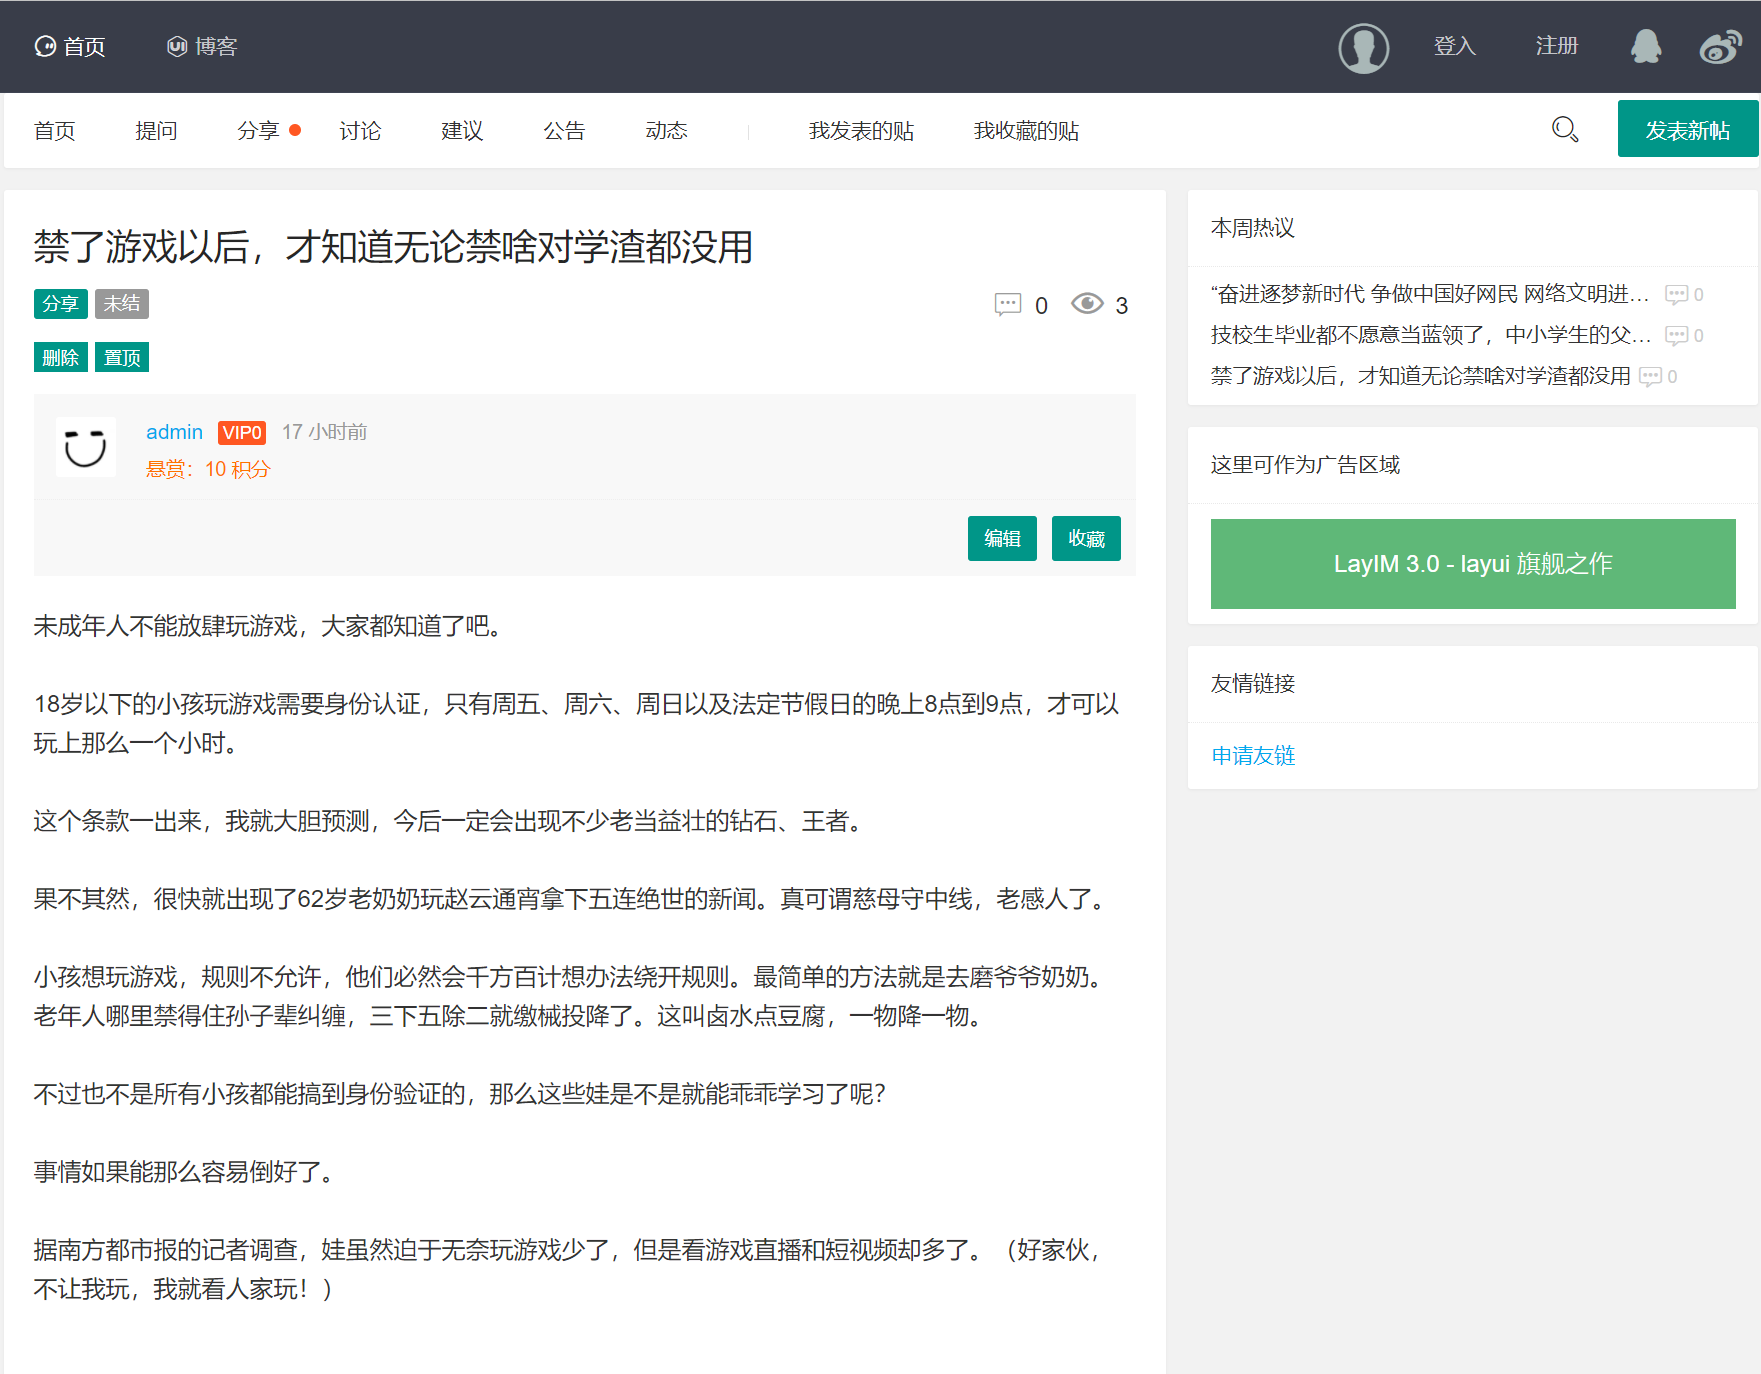 首页 博客 登入 注册
首页 提问 分享 讨论 建议 公告 动态 我发表的贴 我收藏的贴 发表新帖
禁了游戏以后，才知道无论禁啥对学渣都没用
分享 未结 0 3
删除 置顶
admin VIP0 17 小时前
悬赏：10 积分
编辑 收藏
未成年人不能放肆玩游戏，大家都知道了吧。
18岁以下的小孩玩游戏需要身份认证，只有周五、周六、周日以及法定节假日的晚上8点到9点，才可以
玩上那么一个小时。
这个条款一出来，我就大胆预测，今后一定会出现不少老当益壮的钻石、王者。
果不其然，很快就出现了62岁老奶奶玩赵云通宵拿下五连绝世的新闻。真可谓慈母守中线，老感人了。
小孩想玩游戏，规则不允许，他们必然会千方百计想办法绕开规则。最简单的方法就是去磨爷爷奶奶。
老年人哪里禁得住孙子辈纠缠，三下五除二就缴械投降了。这叫卤水点豆腐，一物降一物。
不过也不是所有小孩都能搞到身份验证的，那么这些娃是不是就能乖乖学习了呢？
事情如果能那么容易倒好了。
据南方都市报的记者调查，娃虽然迫于无奈玩游戏少了，但是看游戏直播和短视频却多了。（好家伙，
不让我玩，我就看人家玩！）
本周热议
“奋进逐梦新时代 争做中国好网民 网络文明进... 0
技校生毕业都不愿意当蓝领了，中小学生的父... 0
禁了游戏以后，才知道无论禁啥对学渣都没用 0
这里可作为广告区域
LayIM 3.0 - layui 旗舰之作
友情链接
申请友链